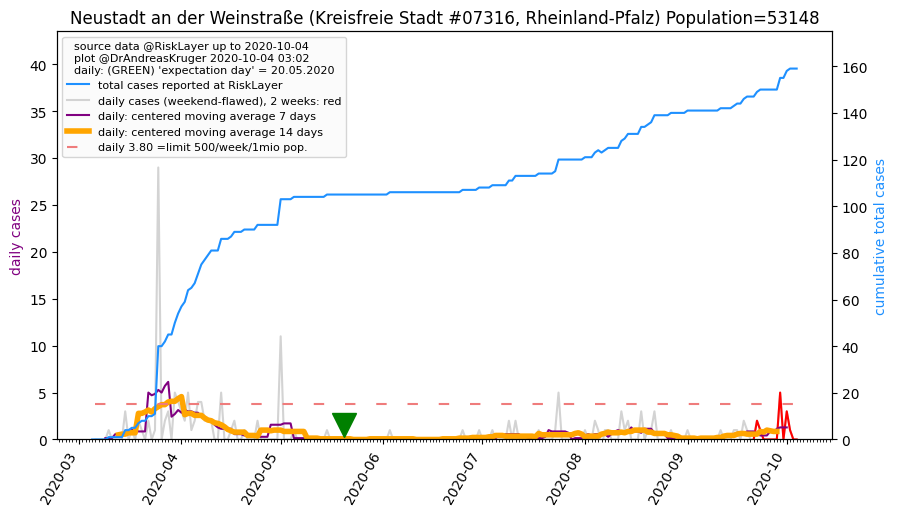 Neustadt an der Weinstraße (Kreisfreie Stadt #07316, Rheinland-Pfalz) Population=53148
source data @RiskLayer up to 2020-10-04
plot @DrAndreasKruger 2020-10-04 03:02
daily: (GREEN) 'expectation day' = 20.05.2020
total cases reported at RiskLayer
daily cases (weekend-flawed), 2 weeks: red
daily: centered moving average 7 days
daily: centered moving average 14 days
daily 3.80 =limit 500/week/1mio pop.
daily cases
40
35
30
25
20
15
10
5
0
cumulative total cases
160
140
120
100
80
60
40
20
0
2020-03
2020-04
2020-05
2020-06
2020-07
2020-08
2020-09
2020-10